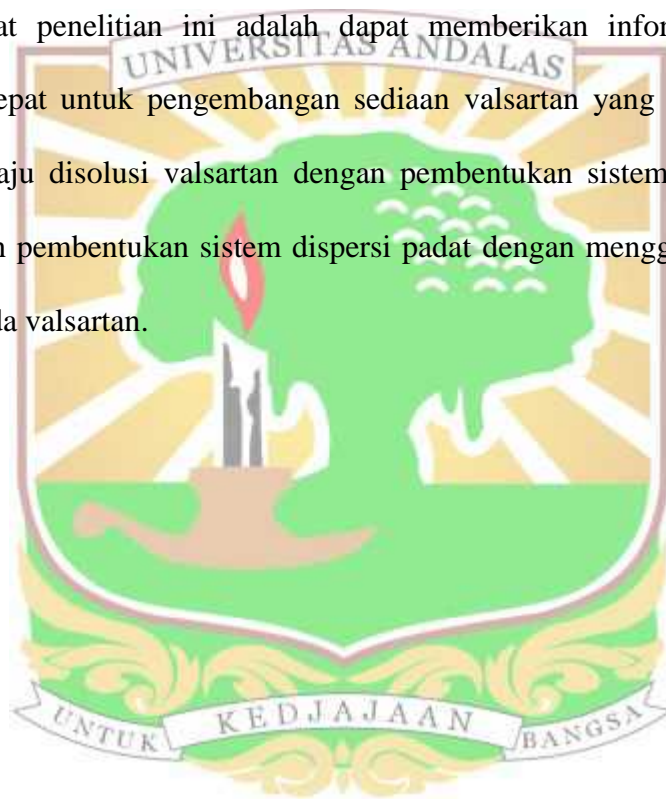 at penelitian ini adalah dapat memberikan infor
UNIVERSITAS ANDALAS
epat untuk pengembangan sediaan valsartan yang
aju disolusi valsartan dengan pembentukan sistem
n pembentukan sistem dispersi padat dengan mengg
da valsartan.
UNTUK KEDJAJAAN BANGSA